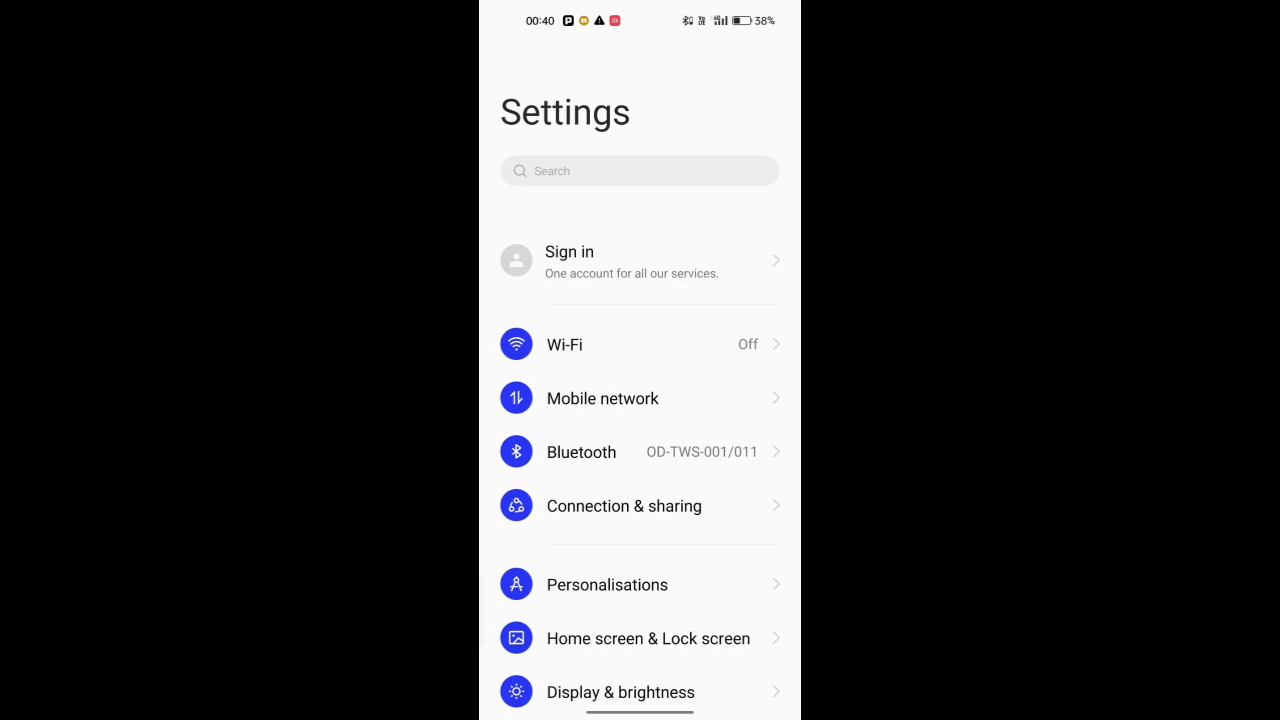 00:40 38%
Settings
Search
Sign in
One account for all our services.
Wi-Fi Off
Mobile network
Bluetooth OD-TWS-001/011
Connection & sharing
Personalisations
Home screen & Lock screen
Display & brightness